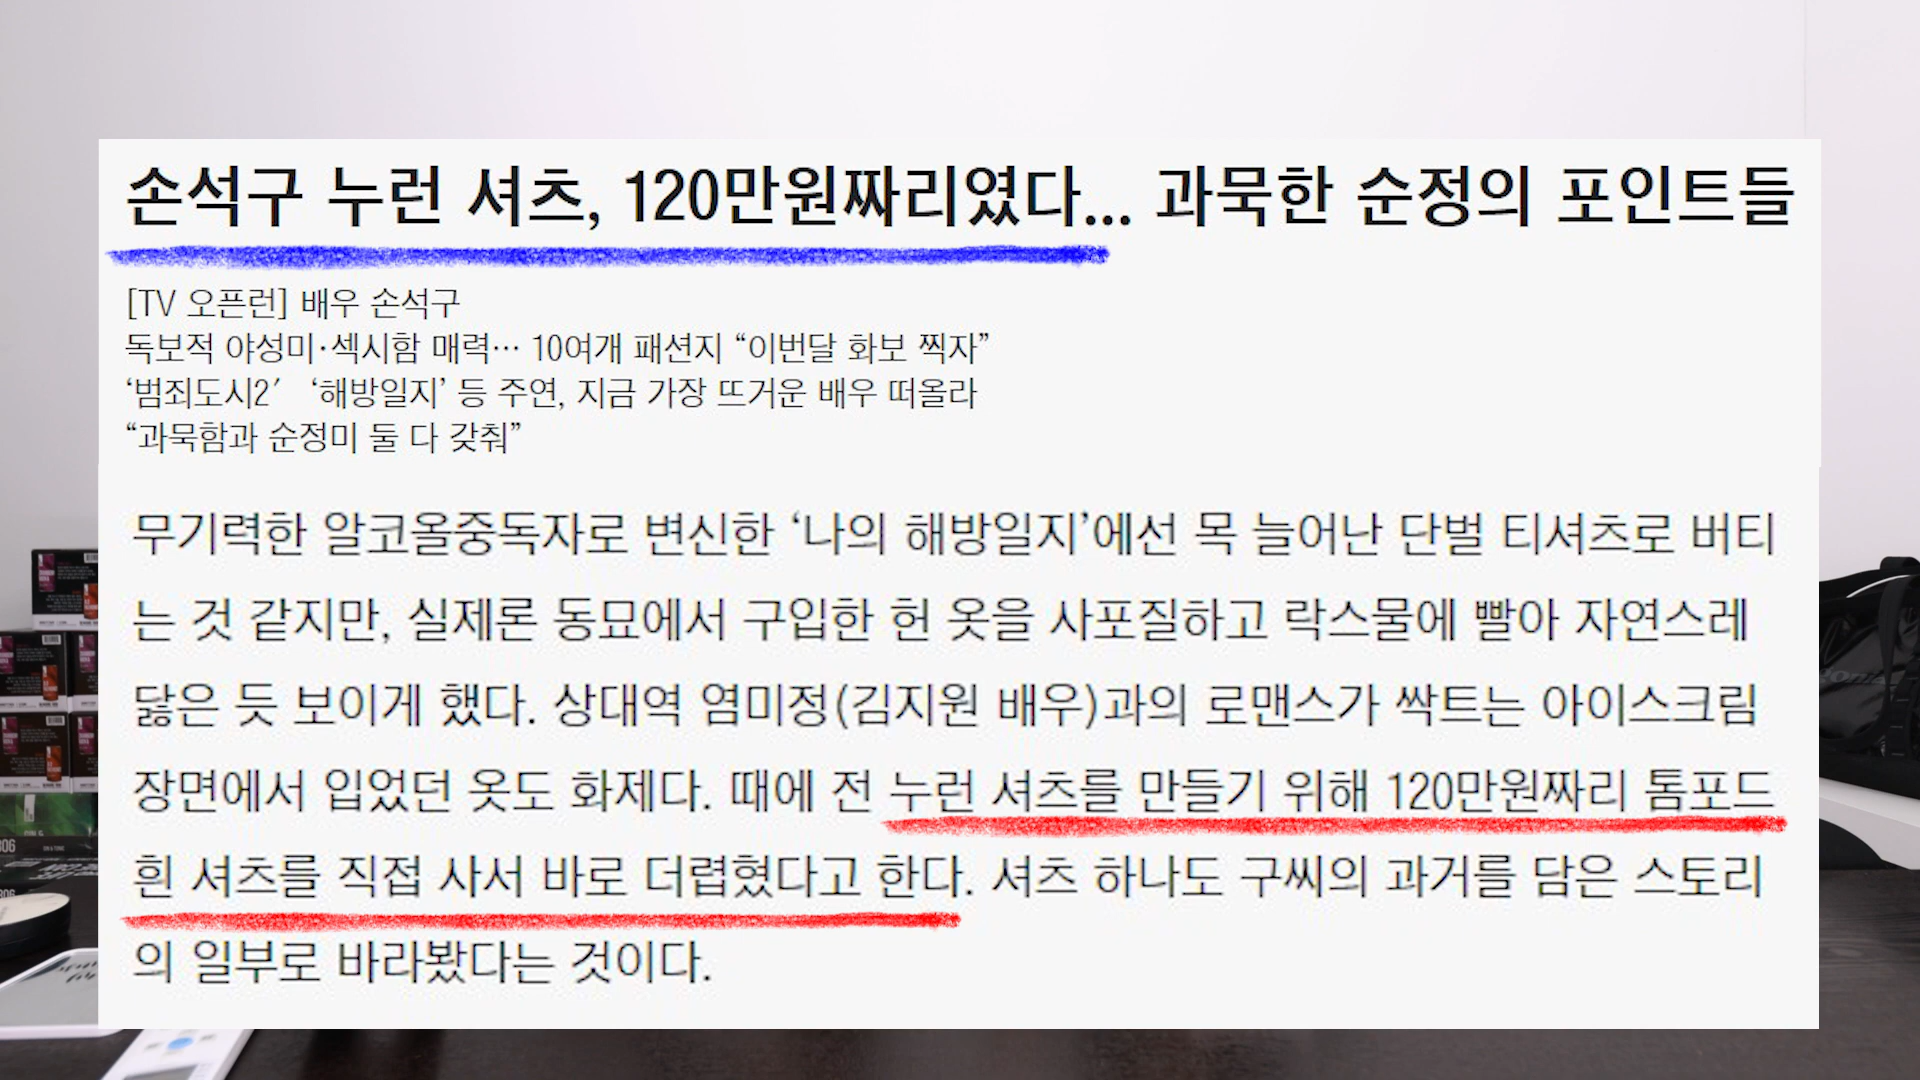 손석구 누런 셔츠, 120만원짜리였다... 과묵한 순정의 포인트들
[TV 오픈런] 배우 손석구
독보적 야성미·섹시함 매력… 10여개 패션지 “이번달 화보 찍자”
‘범죄도시2′ ‘해방일지’ 등 주연, 지금 가장 뜨거운 배우 떠올라
“과묵함과 순정미 둘 다 갖춰”
무기력한 알코올중독자로 변신한 ‘나의 해방일지’에선 목 늘어난 단벌 티셔츠로 버티
는 것 같지만, 실제론 동묘에서 구입한 헌 옷을 사포질하고 락스물에 빨아 자연스레
닳은 듯 보이게 했다. 상대역 염미정(김지원 배우)과의 로맨스가 싹트는 아이스크림
장면에서 입었던 옷도 화제다. 때에 전 누런 셔츠를 만들기 위해 120만원짜리 톰포드
흰 셔츠를 직접 사서 바로 더렵혔다고 한다. 셔츠 하나도 구씨의 과거를 담은 스토리
의 일부로 바라봤다는 것이다.